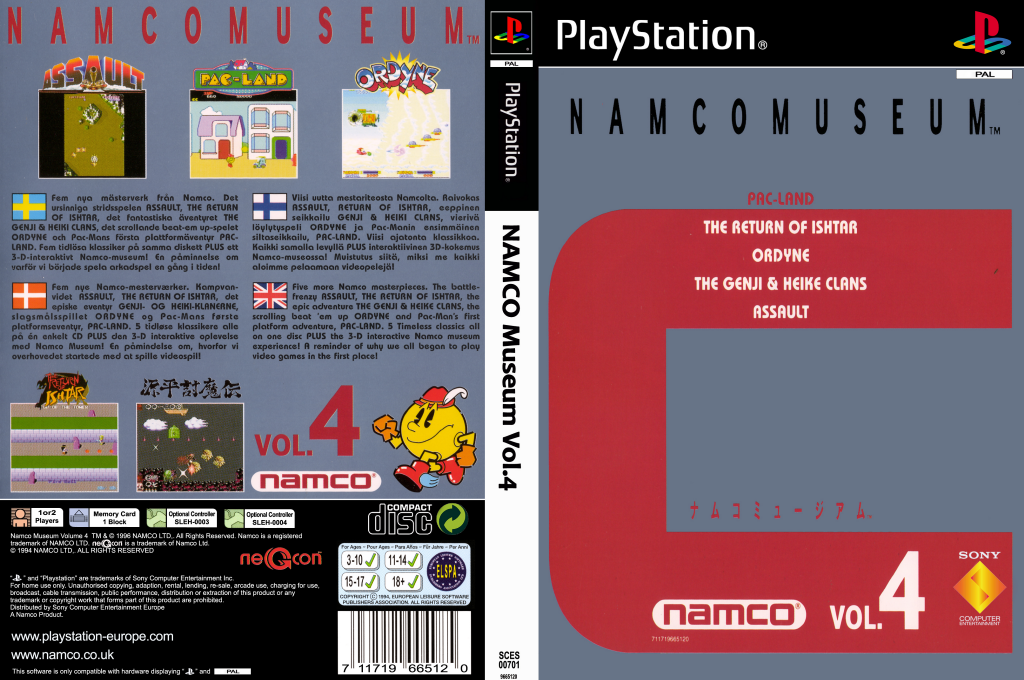 NAMCOMUSEUM™
ASSAULT
PAC-LAND
ORDYNE
Fem nya mästerverk från Namco. Det
ursinniga stridsspelen ASSAULT, THE RETURN
OF ISHTAR, det fantastiska äventyret THE
GENJI & HEIKE CLANS, det scrollande beat-em up-spelet
ORDYNE och Pac-Mans första plattformäventyr PAC-
LAND. Fem tidlösa klassiker på samma diskett PLUS ett
3-D-interaktivt Namco-museum! En påminnelse om
varför vi började spela arkadspel en gång i tiden!
Viisi uutta mestariteosta Namcolta. Raivokas
ASSAULT, RETURN OF ISHTAR, eeppinen
seikkailu GENJI & HEIKI CLANS, vierivä
löylytyspeli ORDYNE ja Pac-Manin ensimmäinen
siltaseikkailu, PAC-LAND. Viisi ajatonta klassikkoa.
Kaikki samalla levyllä PLUS interaktiivinen 3D-kokemus
Namco-museossa! Muistutus siitä, miksi me kaikki
aloimme pelaamaan videopelejä!
Fem nye Namco-mesterværker. Kampvan-
videt ASSAULT, THE RETURN OF ISHTAR, det
episke eventyr GENJI- OG HEIKI-KLANERNE,
slagsmålsspillet ORDYNE og Pac-Mans første
platformseventyr, PAC-LAND. 5 tidløse klassikere alle
på én enkelt CD PLUS den 3-D interaktive oplevelse
med Namco Museum! En påmindelse om, hvorfor vi
overhovedet startede med at spille videospil!
Five more Namco masterpieces. The battle-
frenzy ASSAULT, THE RETURN OF ISHTAR, the
epic adventure THE GENJI & HEIKE CLANS, the
scrolling beat 'em up ORDYNE and Pac-Man's first
platform adventure, PAC-LAND. 5 Timeless classics all
on one disc PLUS the 3-D interactive Namco museum
experience! A reminder of why we all began to play
video games in the first place!
RETURN
ISHTAR
源平討魔伝
VOL.4
namco®
1or2
Players
Memory Card
1 Block
Optional Controller
SLEH-0003
Optional Controller
SLEH-0004
COMPACT
disc
Namco Museum Volume 4 TM & © 1996 NAMCO LTD., All Rights Reserved. Namco is a registered
trademark of NAMCO LTD. neGcon is a trademark of Namco Ltd.
© 1994 NAMCO LTD,. ALL RIGHTS RESERVED
neGcon™
For Ages - Pour Ages - Para Años - Für Jahre - Per Anni
3-10
11-14
15-17
18+
ELSPA
COPYRIGHT © 1994, EUROPEAN LEISURE SOFTWARE
PUBLISHERS ASSOCIATION. ALL RIGHTS RESERVED
“ ” and “Playstation” are trademarks of Sony Computer Entertainment Inc.
For home use only. Unauthorised copying, adaption, rental, lending, re-sale, arcade use, charging for use,
broadcast, cable transmission, public performance, distribution or extraction of this product or any
trademark or copyright work that forms part of this product are prohibited.
Distributed by Sony Computer Entertainment Europe
A Namco Product.
www.playstation-europe.com
www.namco.co.uk
This software is only compatible with hardware displaying “ ” and PAL
7 11719 66512 0
PAL
PlayStation®
NAMCO Museum Vol.4
SCES
00701
9665120
PlayStation®
PAL
NAMCOMUSEUM™
PAC-LAND
THE RETURN OF ISHTAR
ORDYNE
THE GENJI & HEIKE CLANS
ASSAULT
ナムコミュージアム™
namco®
VOL.4
711719665120
SONY
COMPUTER
ENTERTAINMENT